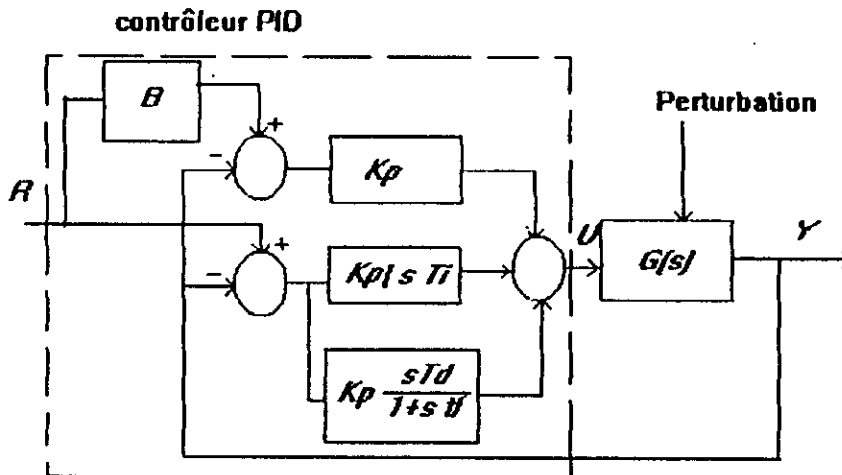 contrôleur PID
B
Perturbation
+
-
Kp
R
U
Y
+
G(s)
-
Kp{ s Ti
Kp sTd
1+s tf